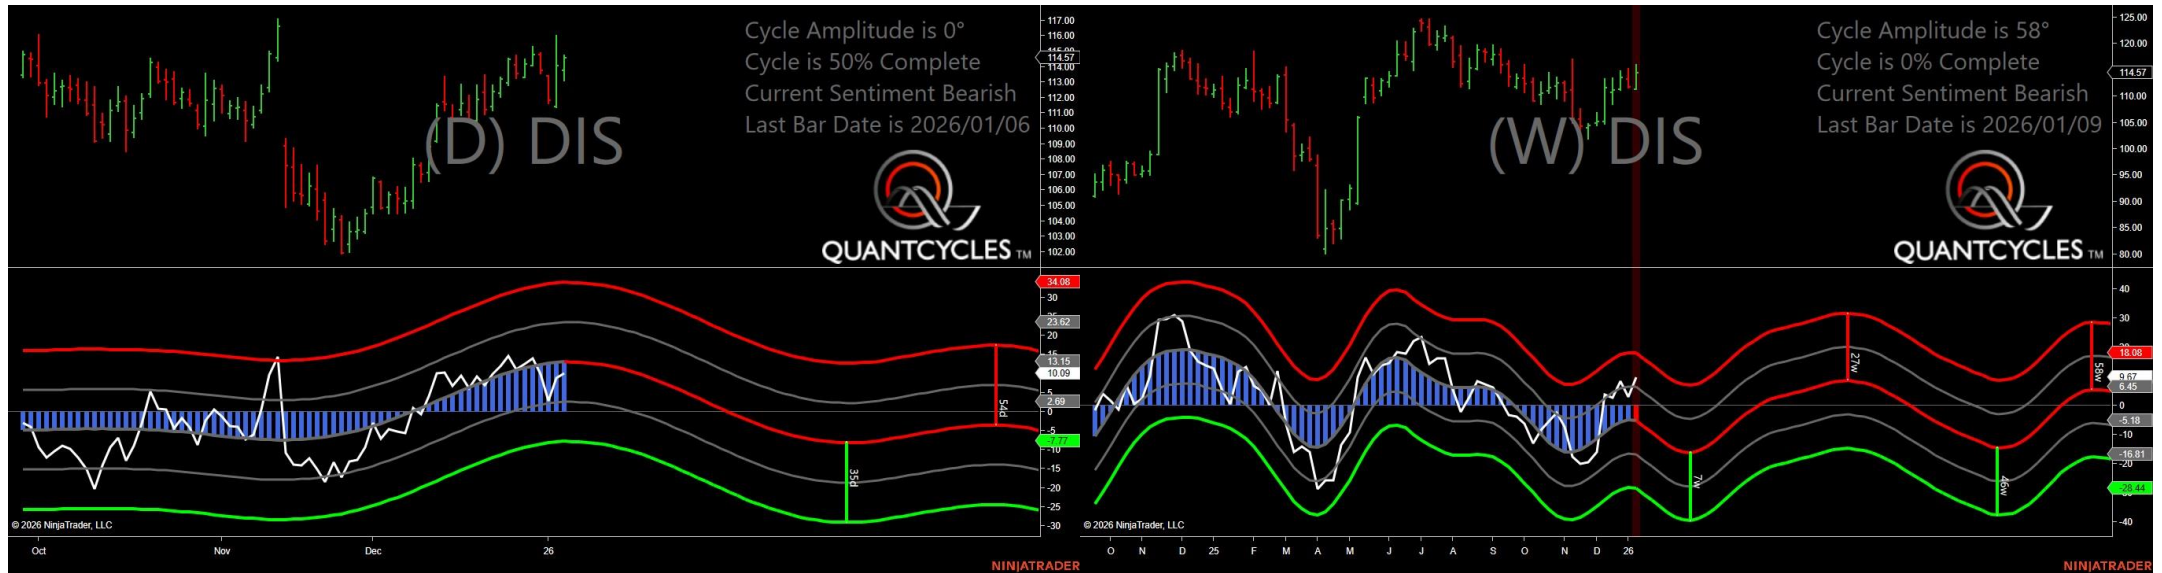 Cycle Amplitude is 0°
Cycle is 50% Complete
Current Sentiment Bearish
Last Bar Date is 2026/01/06
(D) DIS
QUANTCYCLES TM
117.00
116.00
114.57
114.00
113.00
112.00
111.00
110.00
109.00
108.00
107.00
106.00
105.00
104.00
103.00
102.00
34.08
30
23.62
20
13.15
10.09
5
2.69
0
-5
-7.77
-10
-15
-20
-25
-30
54d
35d
© 2026 NinjaTrader, LLC
Oct
Nov
Dec
26
NINJATRADER
Cycle Amplitude is 58°
Cycle is 0% Complete
Current Sentiment Bearish
Last Bar Date is 2026/01/09
(W) DIS
QUANTCYCLES TM
125.00
120.00
114.57
110.00
105.00
100.00
95.00
90.00
85.00
80.00
40
30
18.08
9.67
6.45
0
-5.18
-10
-16.81
-20
-28.44
-40
7w
27w
46w
58w
© 2026 NinjaTrader, LLC
O
N
D
25
F
M
A
M
J
J
A
S
O
N
D
26
NINJATRADER